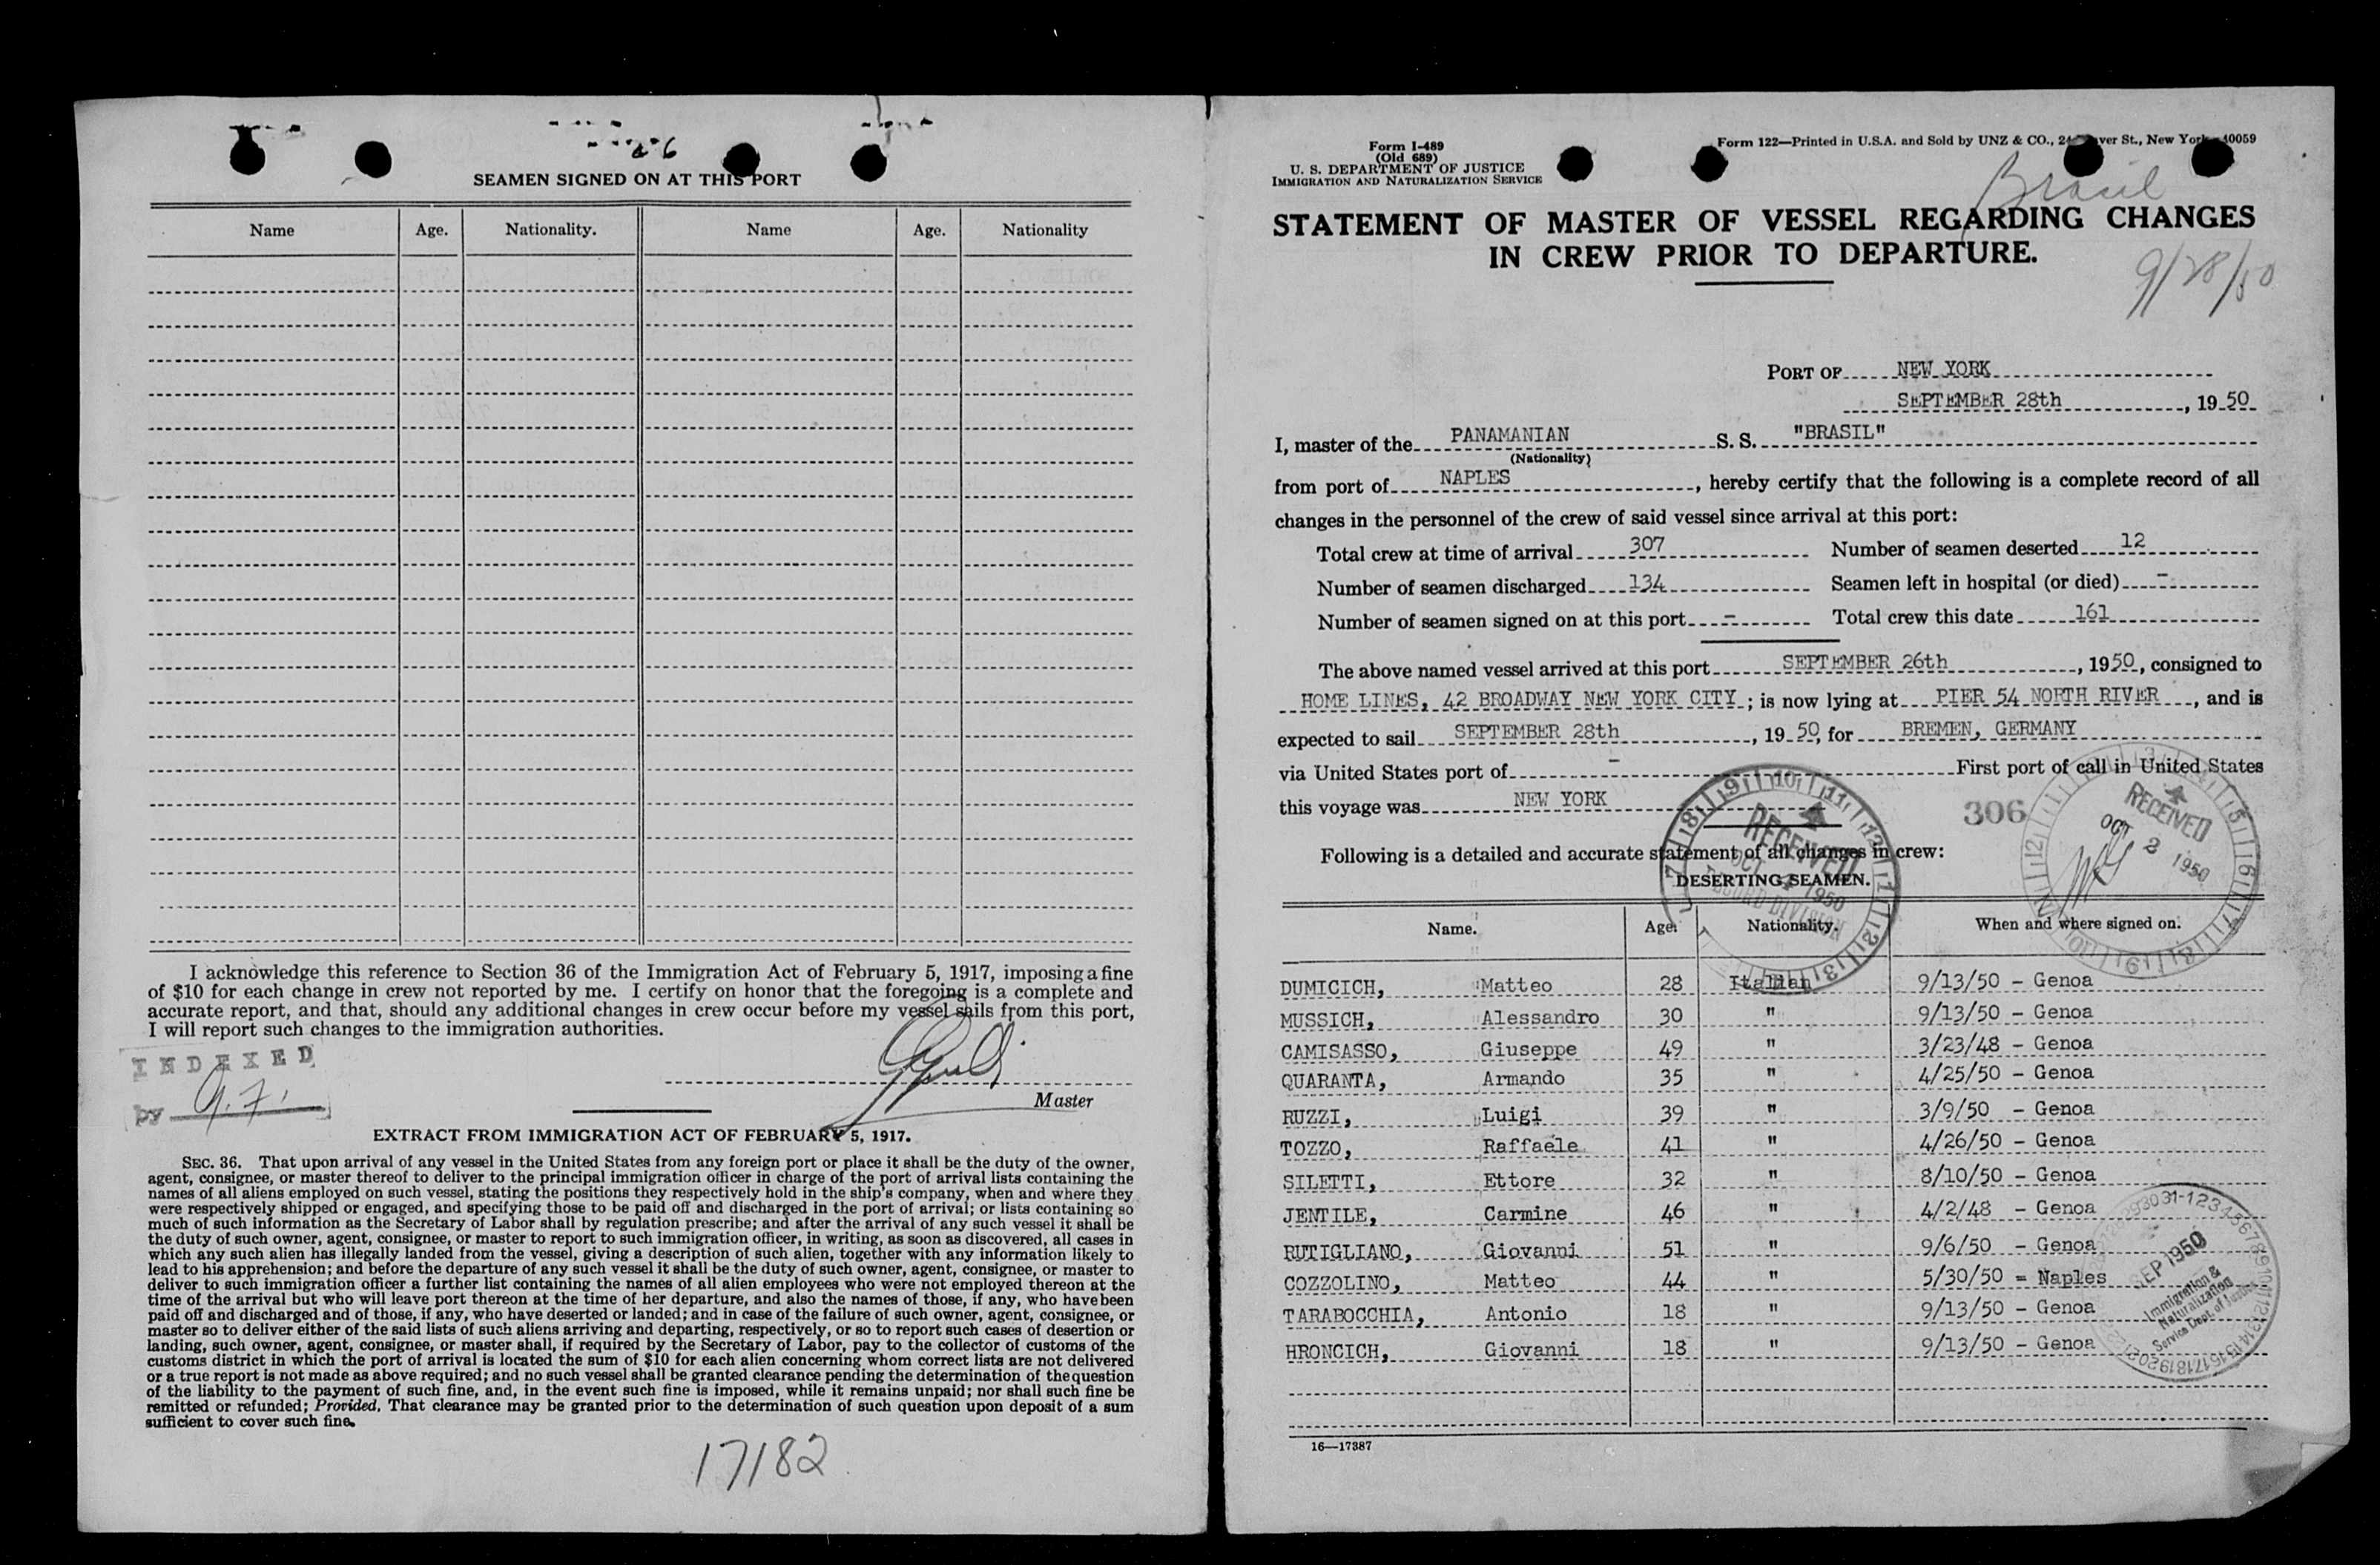 SEAMEN SIGNED ON AT THIS PORT
Name Age. Nationality. Name Age. Nationality
I acknowledge this reference to Section 36 of the Immigration Act of February 5, 1917, imposing a fine
of $10 for each change in crew not reported by me. I certify on honor that the foregoing is a complete and
accurate report, and that, should any additional changes in crew occur before my vessel sails from this port,
I will report such changes to the immigration authorities.
INDEXED
by
Master
EXTRACT FROM IMMIGRATION ACT OF FEBRUARY 5, 1917.
SEC. 36. That upon arrival of any vessel in the United States from any foreign port or place it shall be the duty of the owner,
agent, consignee, or master thereof to deliver to the principal immigration officer in charge of the port of arrival lists containing the
names of all aliens employed on such vessel, stating the positions they respectively hold in the ship's company, when and where they
were respectively shipped or engaged, and specifying those to be paid off and discharged in the port of arrival; or lists containing so
much of such information as the Secretary of Labor shall by regulation prescribe; and after the arrival of any such vessel it shall be
the duty of such owner, agent, consignee, or master to report to such immigration officer, in writing, as soon as discovered, all cases in
which any such alien has illegally landed from the vessel, giving a description of such alien, together with any information likely to
lead to his apprehension; and before the departure of any such vessel it shall be the duty of such owner, agent, consignee, or master to
deliver to such immigration officer a further list containing the names of all alien employees who were not employed thereon at the
time of the arrival but who will leave port thereon at the time of her departure, and also the names of those, if any, who have been
paid off and discharged and of those, if any, who have deserted or landed; and in case of the failure of such owner, agent, consignee, or
master so to deliver either of the said lists of such aliens arriving and departing, respectively, or so to report such cases of desertion or
landing, such owner, agent, consignee, or master shall, if required by the Secretary of Labor, pay to the collector of customs of the
customs district in which the port of arrival is located the sum of $10 for each alien concerning whom correct lists are not delivered
or a true report is not made as above required; and no such vessel shall be granted clearance pending the determination of the question
of the liability to the payment of such fine, and, in the event such fine is imposed, while it remains unpaid; nor shall such fine be
remitted or refunded; Provided, That clearance may be granted prior to the determination of such question upon deposit of a sum
sufficient to cover such fine.
17182
Form I-489
(Old 689)
U. S. DEPARTMENT OF JUSTICE
IMMIGRATION AND NATURALIZATION SERVICE
Form 122—Printed in U.S.A. and Sold by UNZ & CO., 24 ver St., New York 40059
Brasil
STATEMENT OF MASTER OF VESSEL REGARDING CHANGES
IN CREW PRIOR TO DEPARTURE.
9/28/50
PORT OF NEW YORK
SEPTEMBER 28th, 19 50
I, master of the PANAMANIAN S. S. "BRASIL"
(Nationality)
from port of NAPLES, hereby certify that the following is a complete record of all
changes in the personnel of the crew of said vessel since arrival at this port:
Total crew at time of arrival 307 Number of seamen deserted 12
Number of seamen discharged 134 Seamen left in hospital (or died) -
Number of seamen signed on at this port - Total crew this date 161
The above named vessel arrived at this port SEPTEMBER 26th, 1950, consigned to
HOME LINES, 42 BROADWAY NEW YORK CITY; is now lying at PIER 54 NORTH RIVER, and is
expected to sail SEPTEMBER 28th, 19 50, for BREMEN, GERMANY
via United States port of - First port of call in United States
this voyage was NEW YORK
306
RECEIVED
OCT 2 1950
Following is a detailed and accurate statement of all changes in crew:
RECEIVED
OCT 1950
RECORD DIVISION
DESERTING SEAMEN.
Name. Age. Nationality. When and where signed on.
DUMICICH, Matteo 28 Italian 9/13/50 - Genoa
MUSSICH, Alessandro 30 " 9/13/50 - Genoa
CAMISASSO, Giuseppe 49 " 3/23/48 - Genoa
QUARANTA, Armando 35 " 4/25/50 - Genoa
RUZZI, Luigi 39 " 3/9/50 - Genoa
TOZZO, Raffaele 41 " 4/26/50 - Genoa
SILETTI, Ettore 32 " 8/10/50 - Genoa
JENTILE, Carmine 46 " 4/2/48 - Genoa
RUTIGLIANO, Giovanni 51 " 9/6/50 - Genoa
COZZOLINO, Matteo 44 " 5/30/50 - Naples
TARABOCCHIA, Antonio 18 " 9/13/50 - Genoa
HRONCICH, Giovanni 18 " 9/13/50 - Genoa
SEP 1950
Immigration &
Naturalization
Service Dept of Justice
16—17387